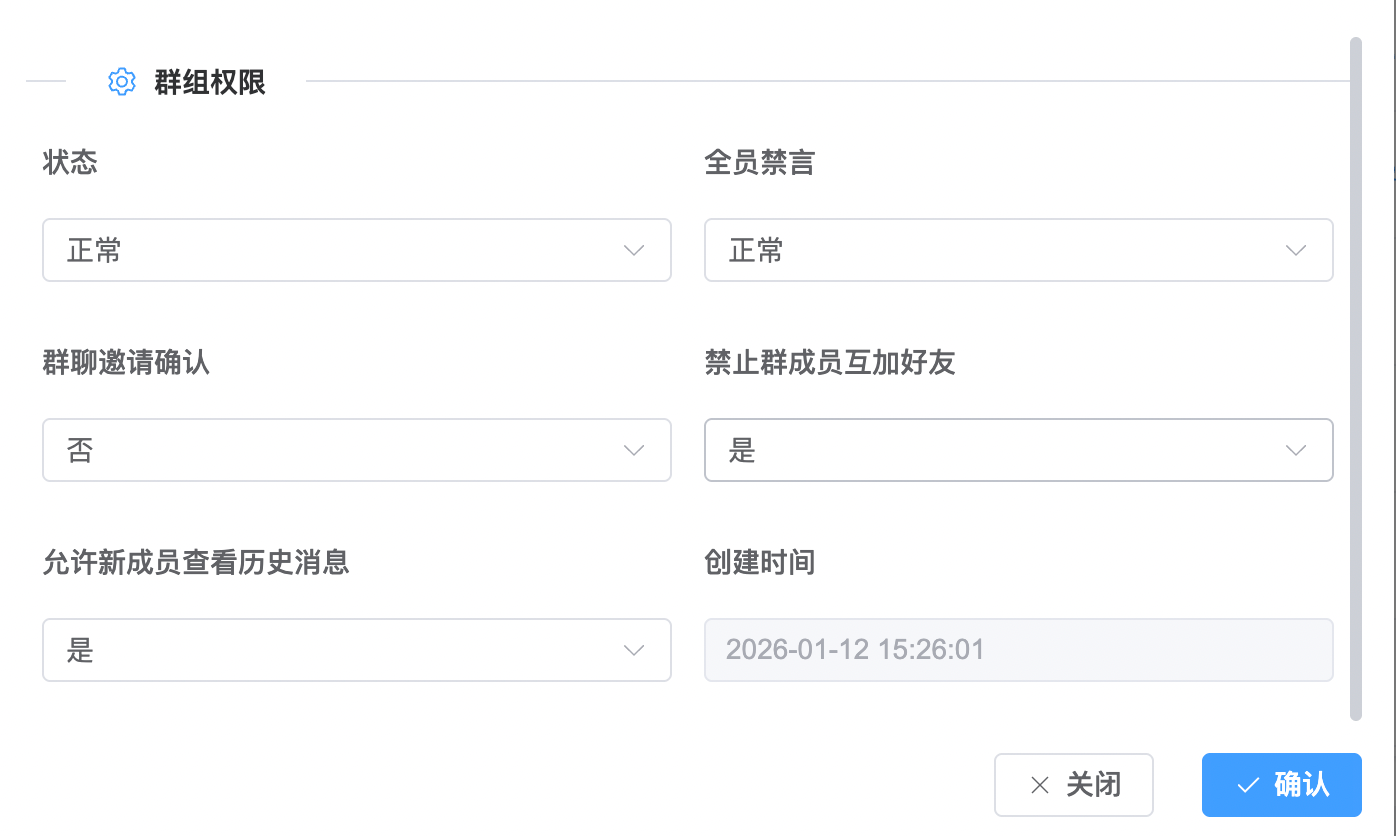 群组权限
状态
全员禁言
正常
正常
群聊邀请确认
禁止群成员互加好友
否
是
允许新成员查看历史消息
创建时间
是
2026-01-12 15:26:01
关闭
确认